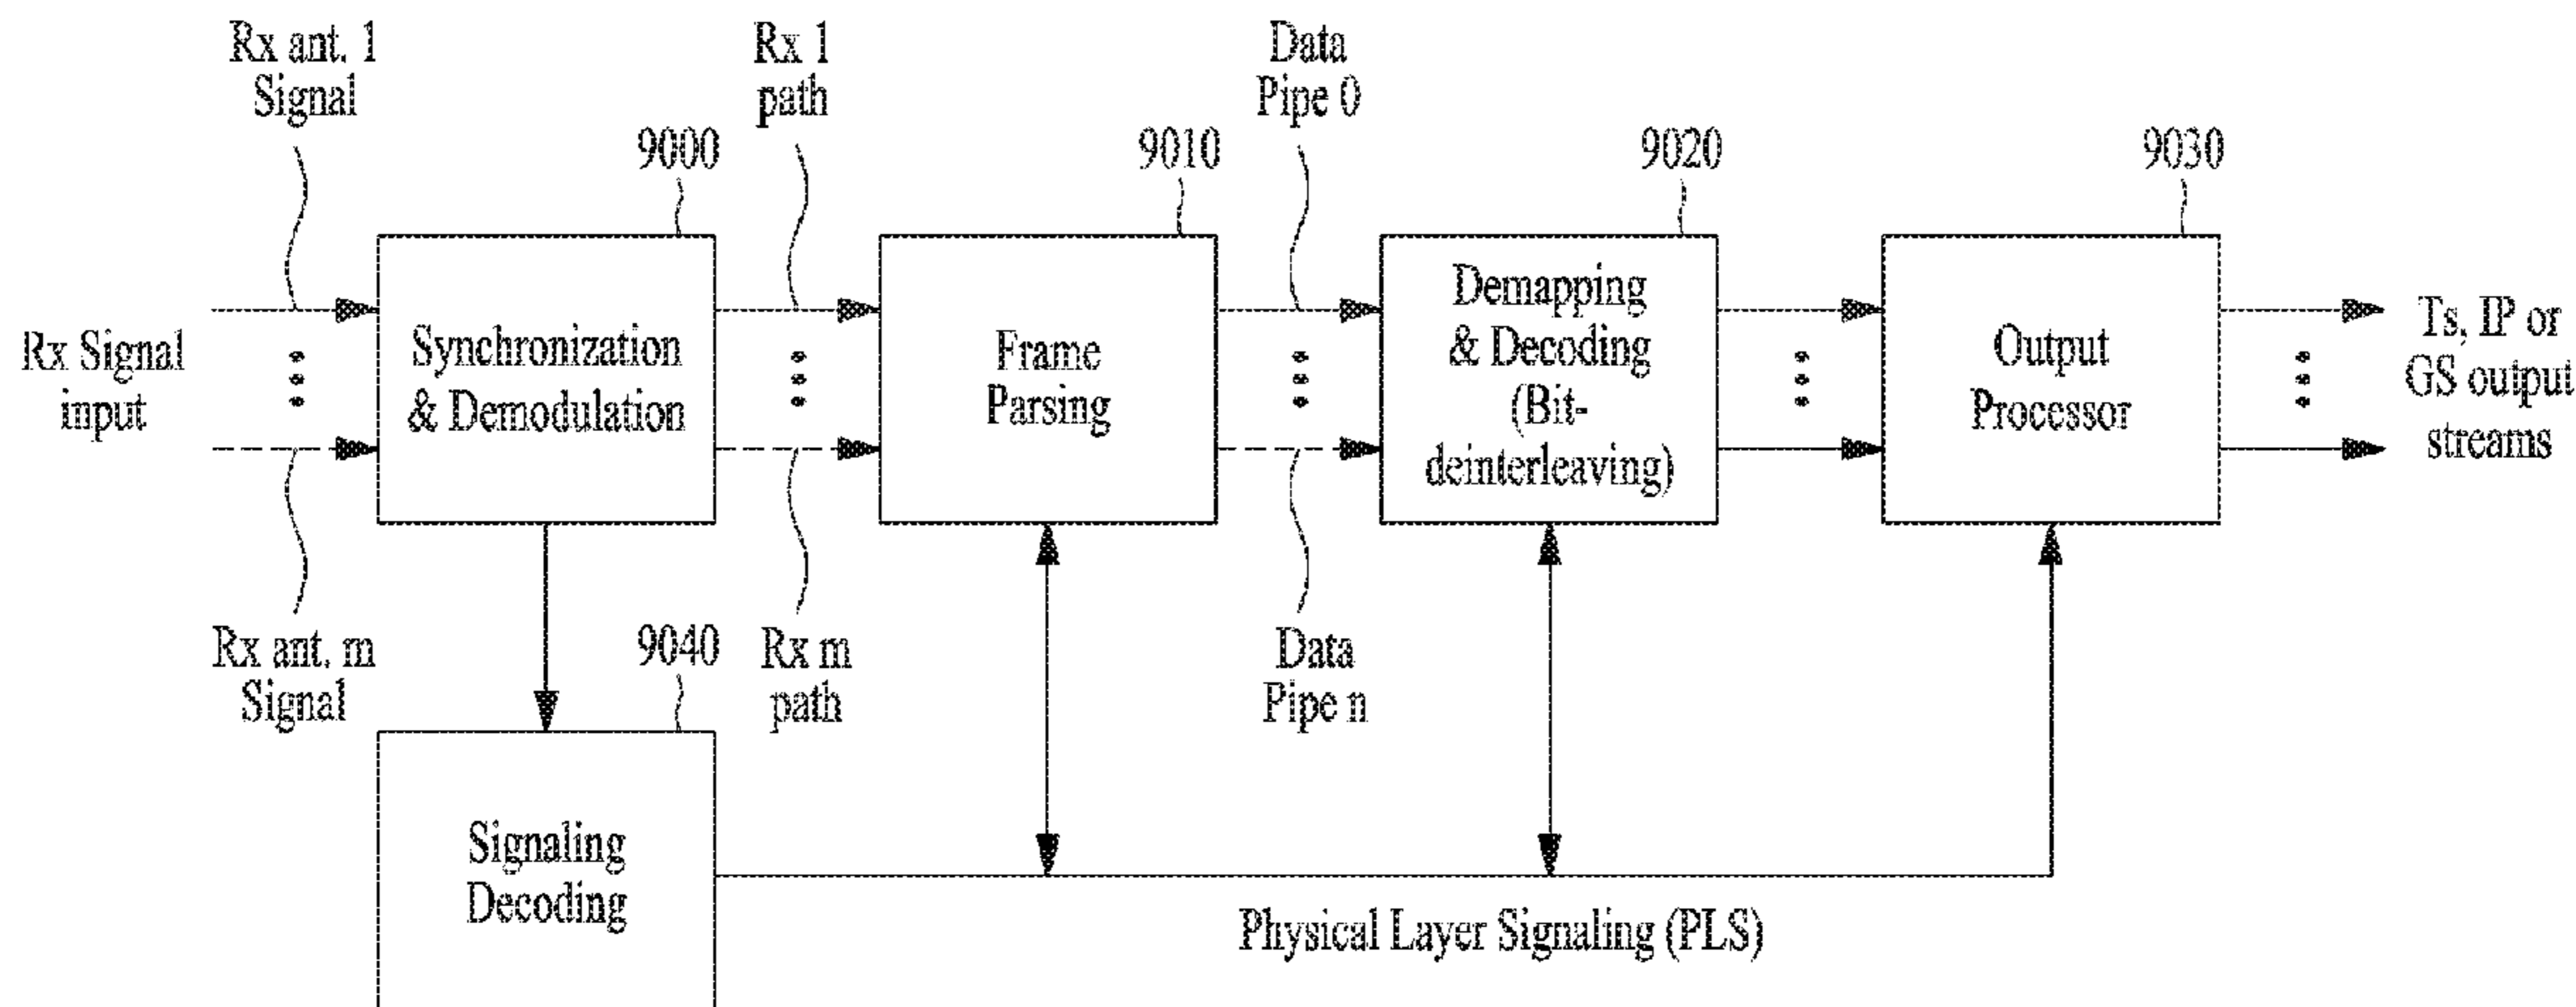 Rx ant. 1
Signal
Rx 1
path
Data
Pipe 0
9000
9010
9020
9030
Rx Signal
input
Synchronization
& Demodulation
Frame
Parsing
Demapping
& Decoding
(Bit-
deinterleaving)
Output
Processor
Ts, IP or
GS output
streams
Rx ant. m
Signal
9040
Rx m
path
Data
Pipe n
Signaling
Decoding
Physical Layer Signaling (PLS)